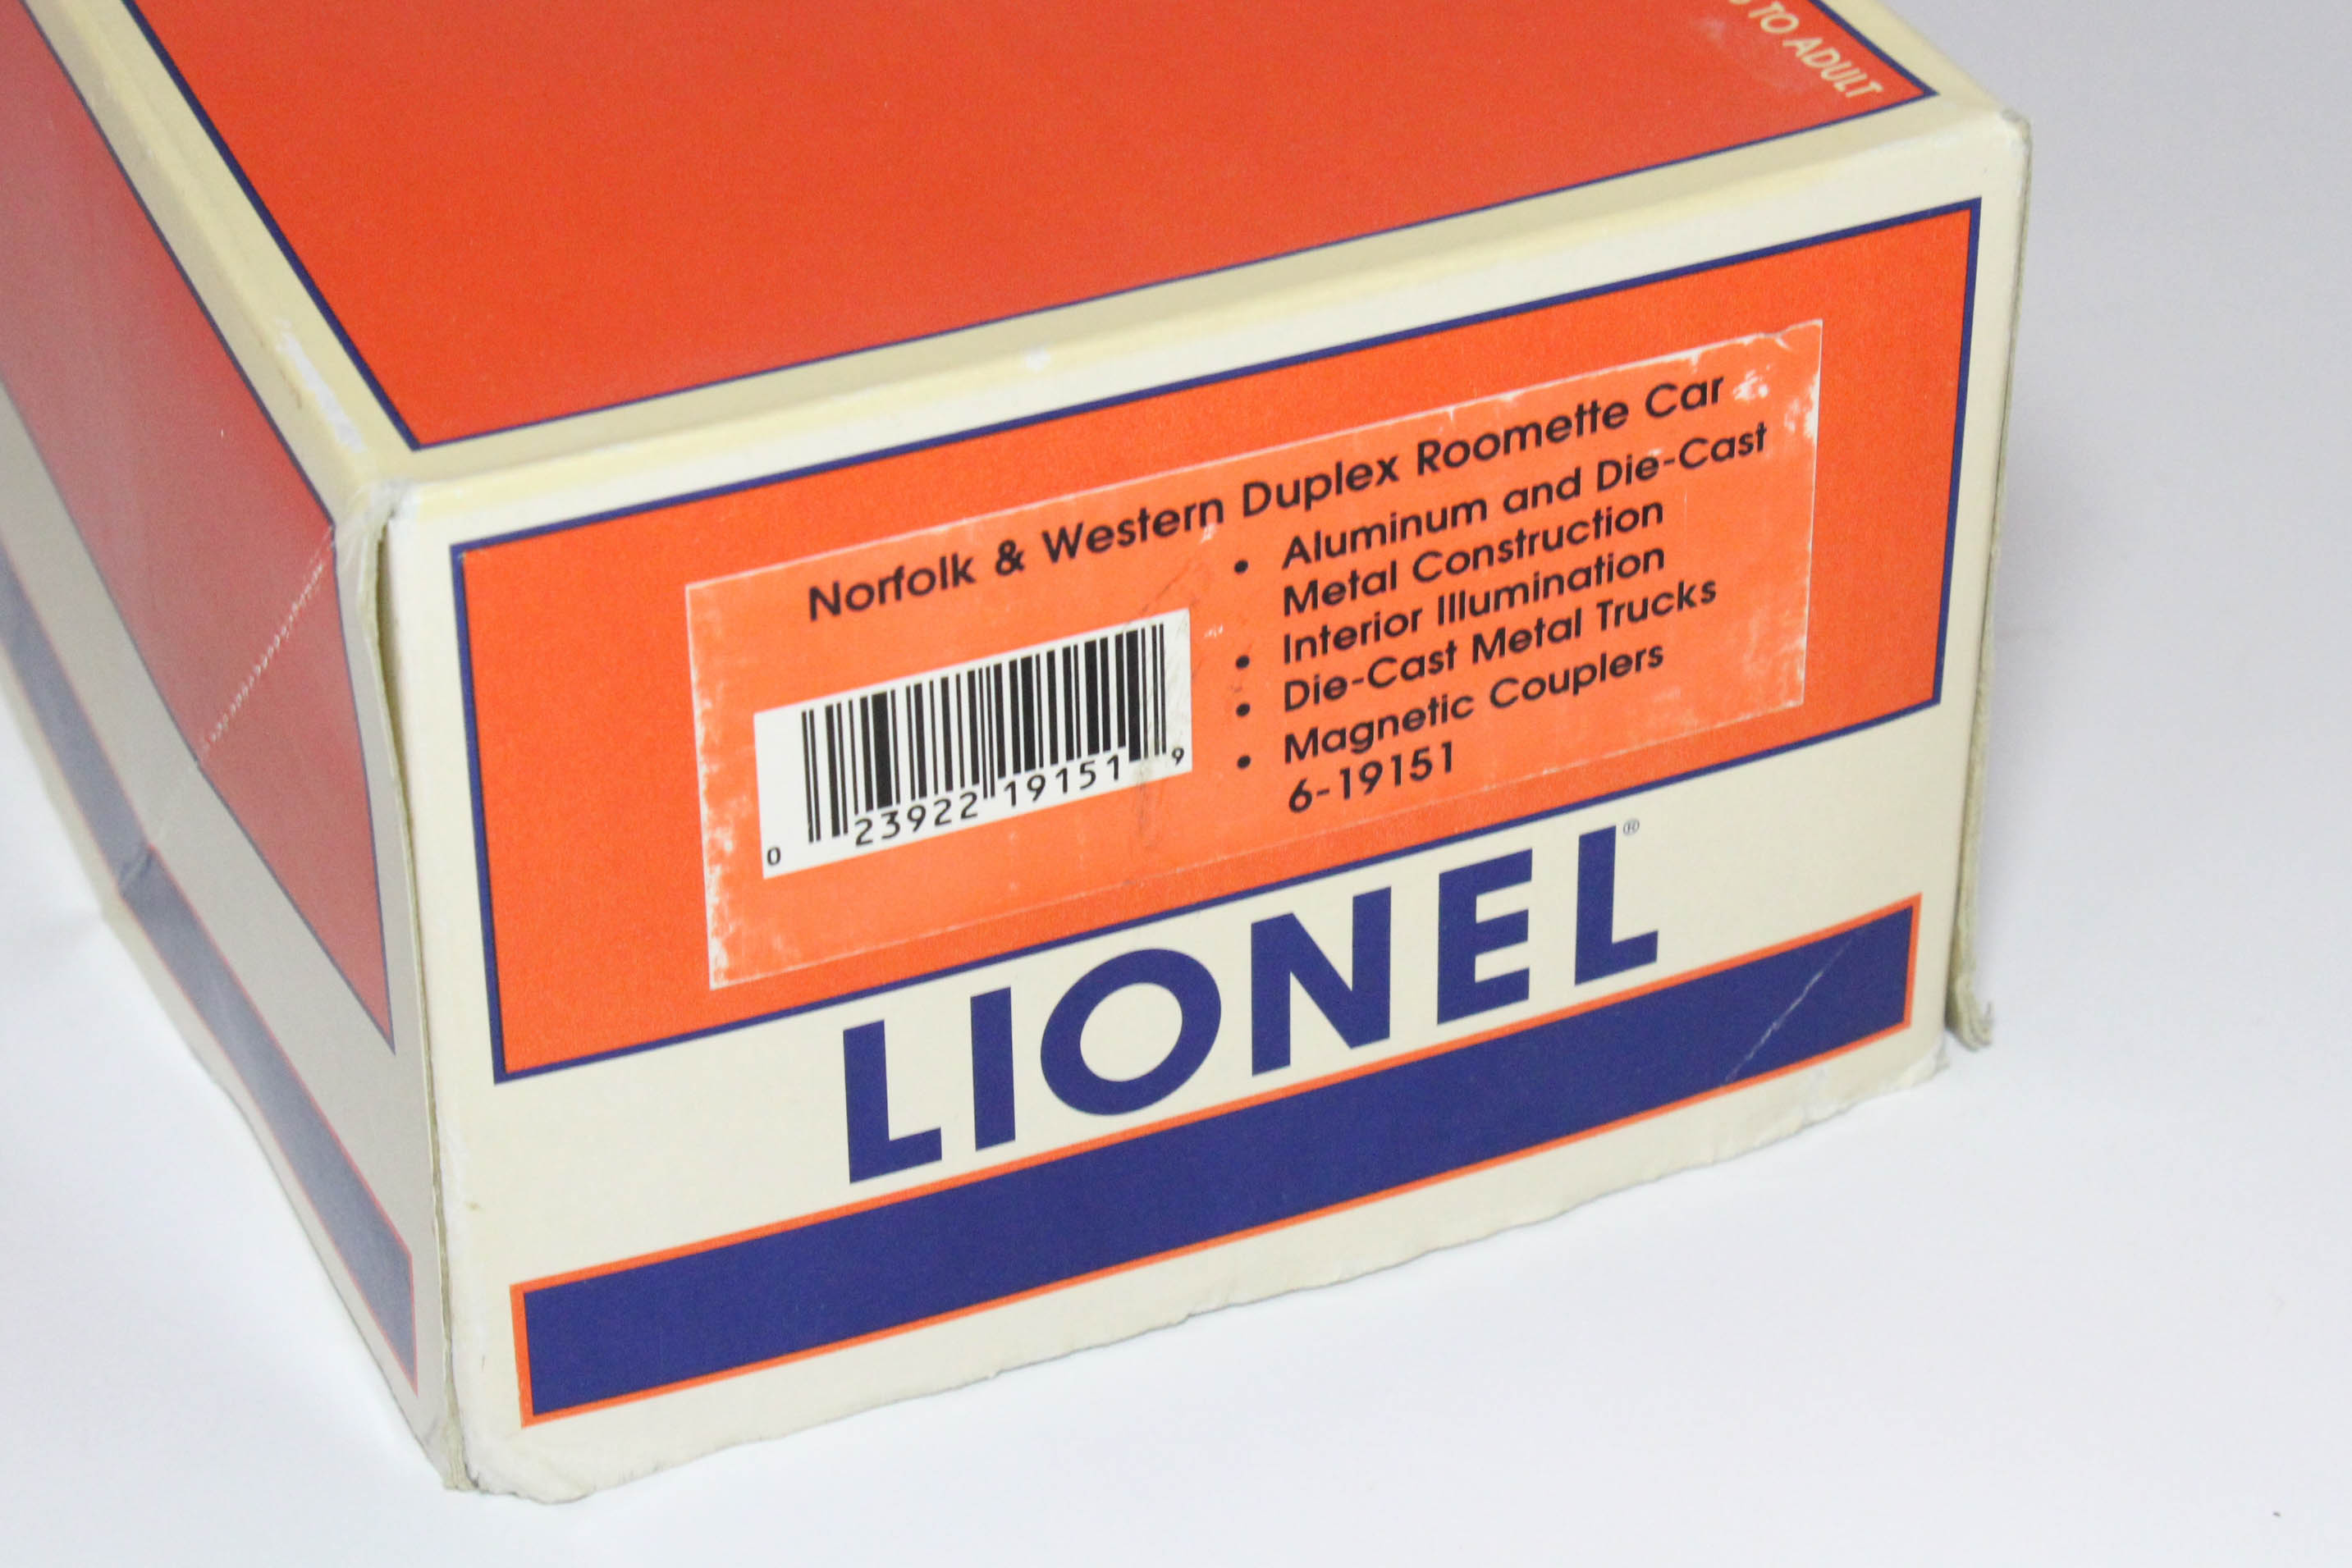 TO ADULT
Norfolk & Western Duplex Roomette Car
• Aluminum and Die-Cast
Metal Construction
• Interior Illumination
• Die-Cast Metal Trucks
• Magnetic Couplers
6-19151
0 23922 19151 9
LIONEL®